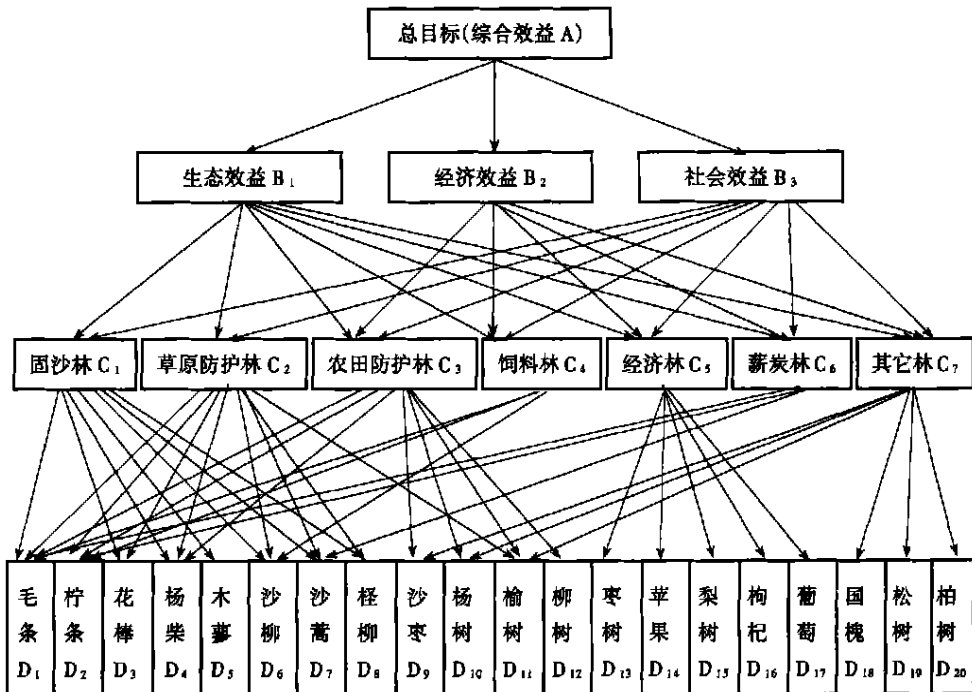 总目标(综合效益 A)
生态效益 B₁
经济效益 B₂
社会效益 B₃
固沙林 C₁
草原防护林 C₂
农田防护林 C₃
饲料林 C₄
经济林 C₅
薪炭林 C₆
其它林 C₇
毛条 D₁
柠条 D₂
花棒 D₃
杨柴 D₄
木蓼 D₅
沙柳 D₆
沙蒿 D₇
柽柳 D₈
沙枣 D₉
杨树 D₁₀
榆树 D₁₁
柳树 D₁₂
枣树 D₁₃
苹果 D₁₄
梨树 D₁₅
枸杞 D₁₆
葡萄 D₁₇
国槐 D₁₈
松树 D₁₉
柏树 D₂₀